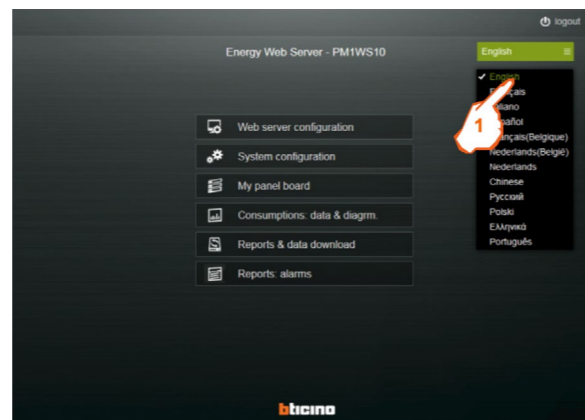 logout
Energy Web Server - PM1WS10
English
English
Italiano
Nederlands(België)
Nederlands
Chinese
Русский
Polski
Ελληνικά
Português
1
Web server configuration
System configuration
My panel board
Consumptions: data & diagrm.
Reports & data download
Reports: alarms
bticino